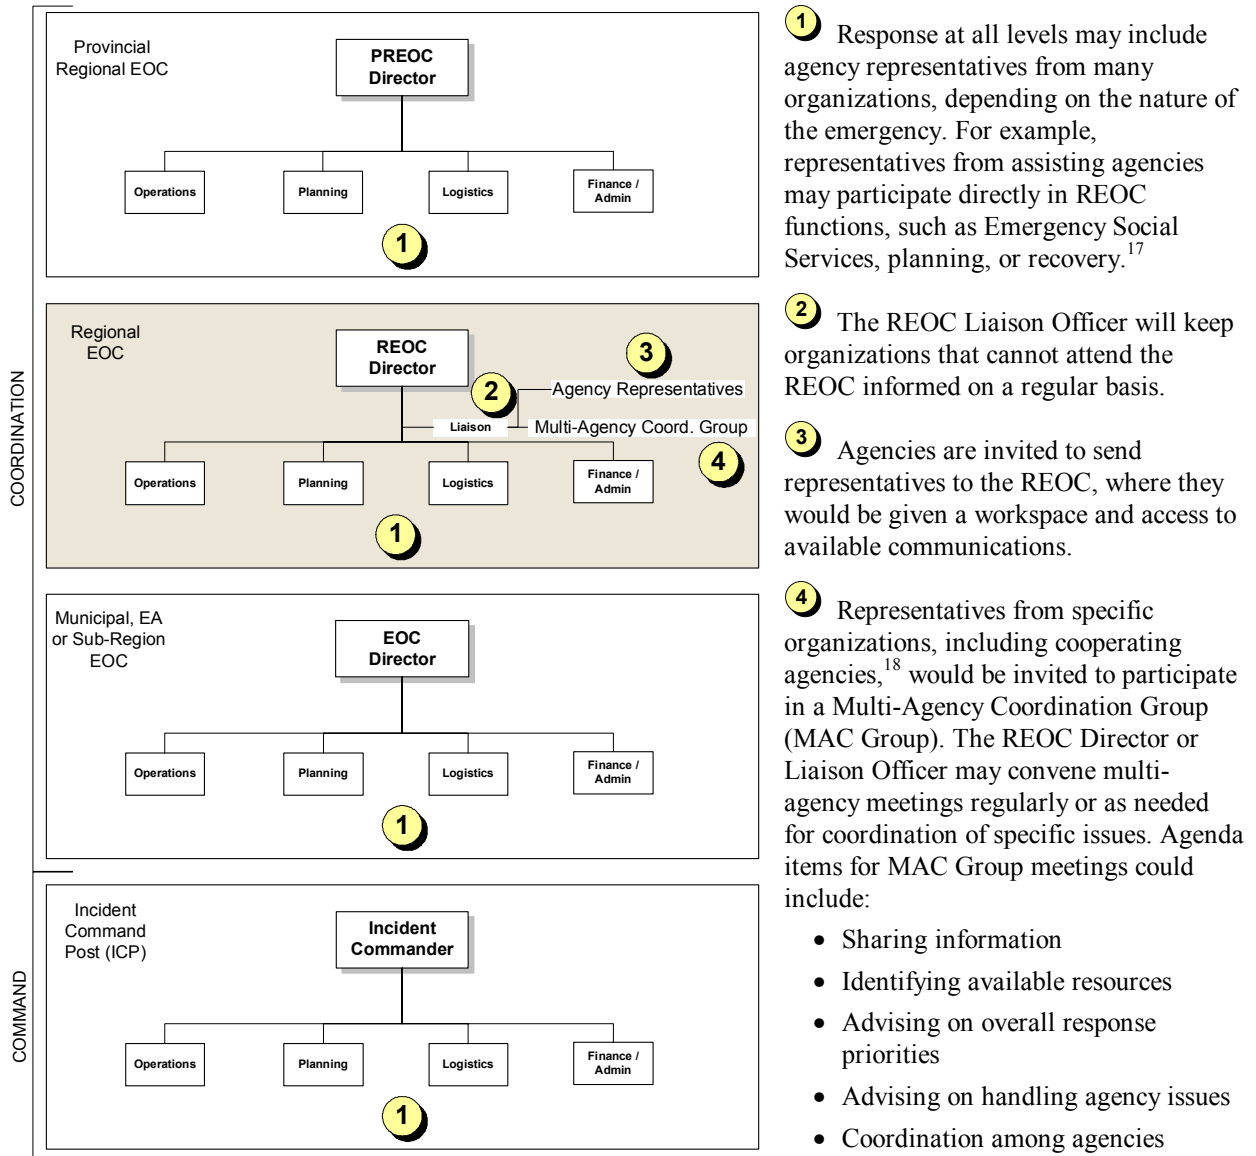 COORDINATION
COMMAND
Provincial
Regional EOC
PREOC
Director
Operations
Planning
Logistics
Finance /
Admin
1
Regional
EOC
REOC
Director
3
2
Agency Representatives
Liaison
Multi-Agency Coord. Group
4
Operations
Planning
Logistics
Finance /
Admin
1
Municipal, EA
or Sub-Region
EOC
EOC
Director
Operations
Planning
Logistics
Finance /
Admin
1
Incident
Command
Post (ICP)
Incident
Commander
Operations
Planning
Logistics
Finance /
Admin
1
1 Response at all levels may include
agency representatives from many
organizations, depending on the nature of
the emergency. For example,
representatives from assisting agencies
may participate directly in REOC
functions, such as Emergency Social
Services, planning, or recovery.17
2 The REOC Liaison Officer will keep
organizations that cannot attend the
REOC informed on a regular basis.
3 Agencies are invited to send
representatives to the REOC, where they
would be given a workspace and access to
available communications.
4 Representatives from specific
organizations, including cooperating
agencies,18 would be invited to participate
in a Multi-Agency Coordination Group
(MAC Group). The REOC Director or
Liaison Officer may convene multi-
agency meetings regularly or as needed
for coordination of specific issues. Agenda
items for MAC Group meetings could
include:
• Sharing information
• Identifying available resources
• Advising on overall response
priorities
• Advising on handling agency issues
• Coordination among agencies